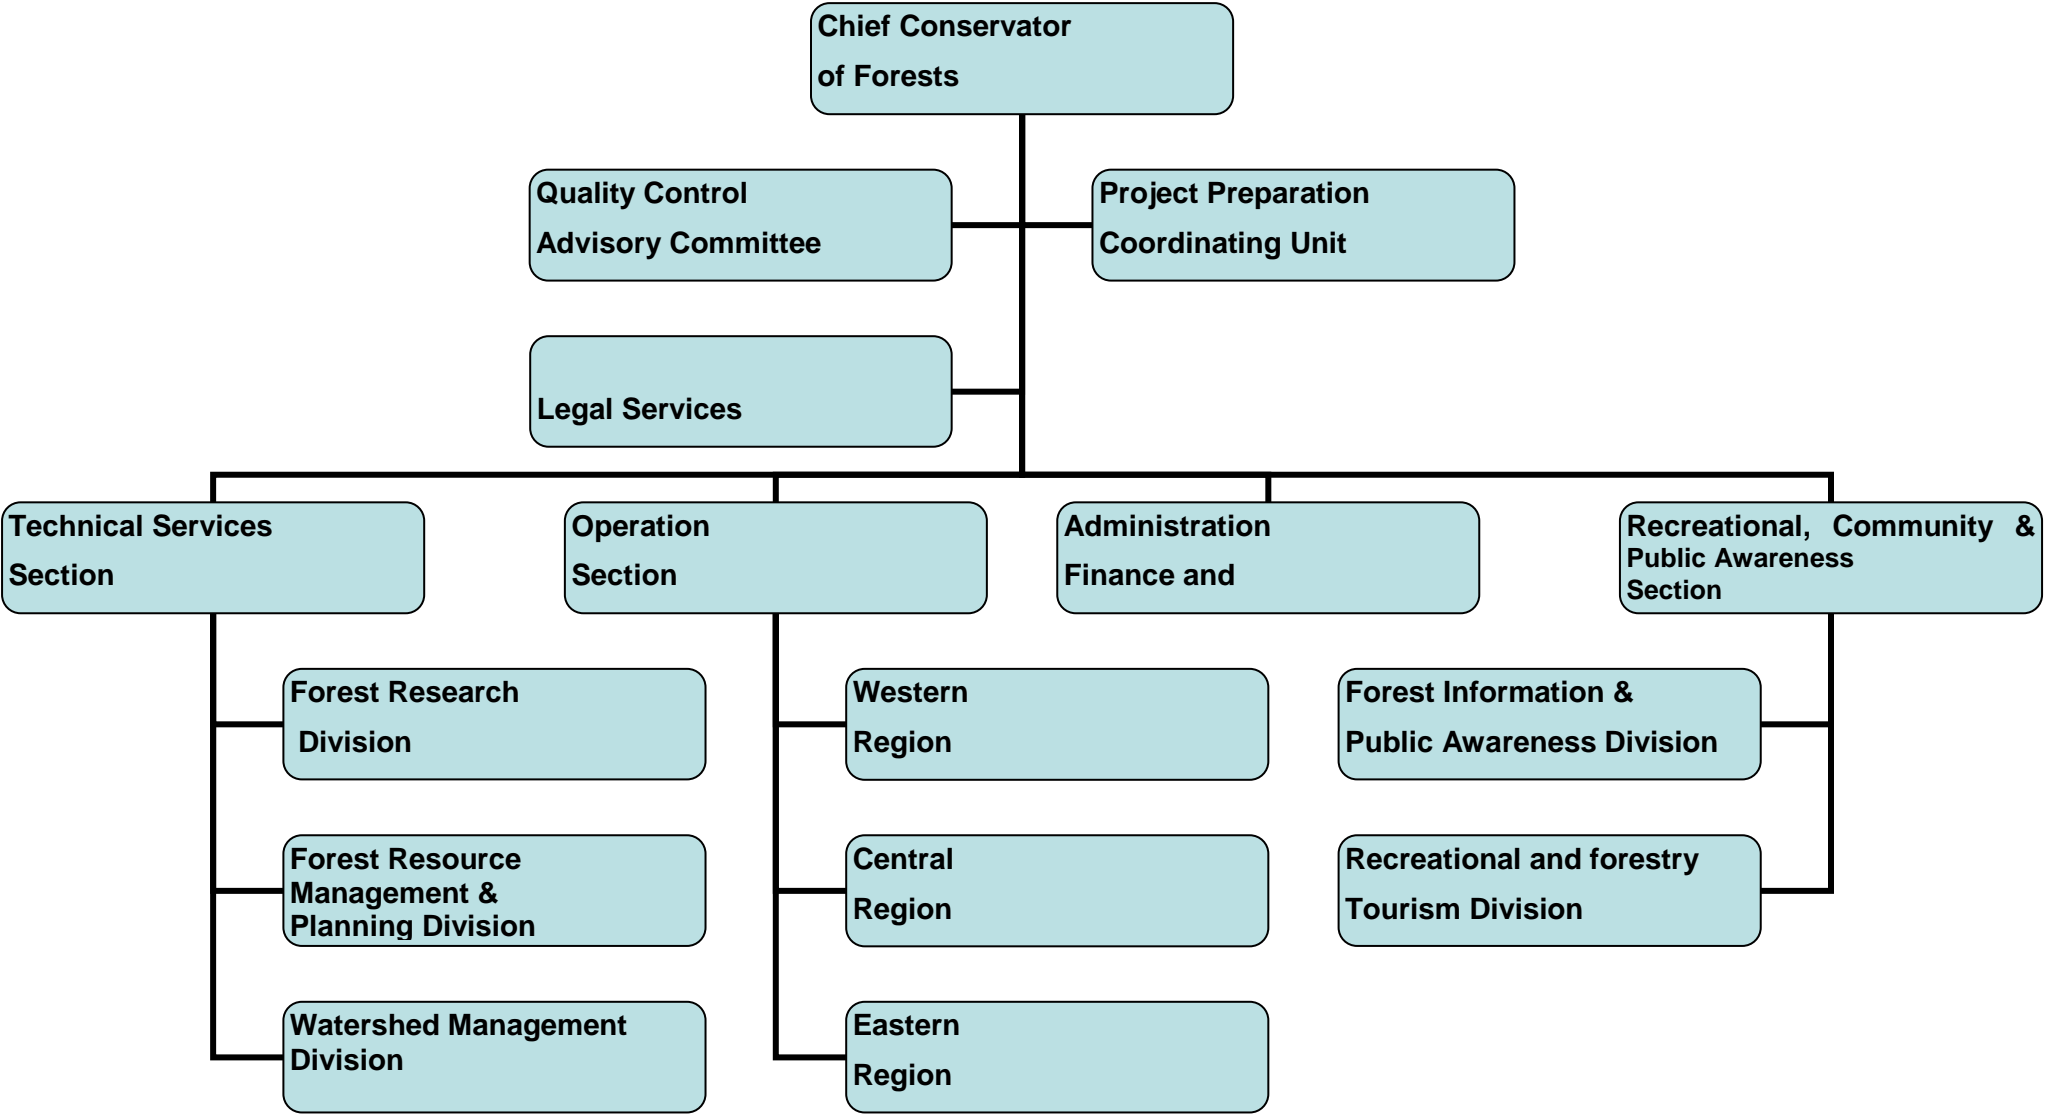 Chief Conservator
of Forests
Quality Control
Advisory Committee
Project Preparation
Coordinating Unit
Legal Services
Technical Services
Section
Operation
Section
Administration
Finance and
Recreational, Community &
Public Awareness
Section
Forest Research
Division
Western
Region
Forest Information &
Public Awareness Division
Forest Resource
Management &
Planning Division
Central
Region
Recreational and forestry
Tourism Division
Watershed Management
Division
Eastern
Region